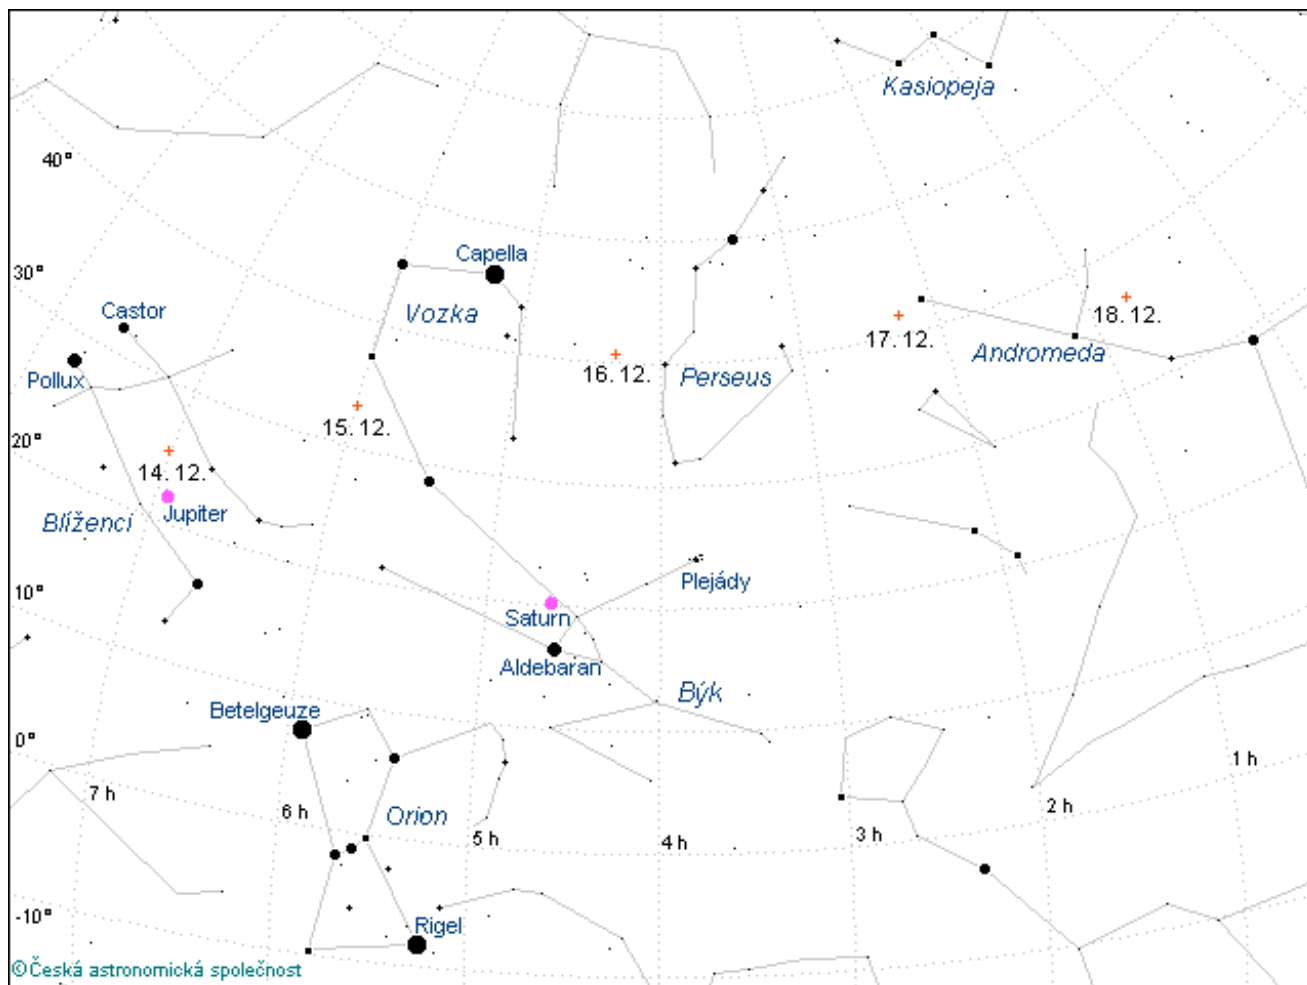 Kasiopeja
40°
Capella
30°
Castor
Vozka
18. 12.
17. 12.
Andromeda
Pollux
16. 12.
Perseus
20°
15. 12.
14. 12.
Blíženci
Jupiter
Plejády
10°
Saturn
Aldebaran
Býk
Betelgeuze
0°
1 h
7 h
6 h
Orion
5 h
4 h
3 h
2 h
-10°
Rigel
©Česká astronomická společnost